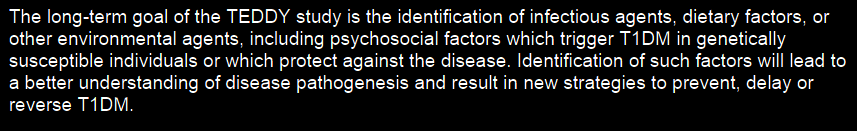 The long-term goal of the TEDDY study is the identification of infectious agents, dietary factors, or
other environmental agents, including psychosocial factors which trigger T1DM in genetically
susceptible individuals or which protect against the disease. Identification of such factors will lead to
a better understanding of disease pathogenesis and result in new strategies to prevent, delay or
reverse T1DM.